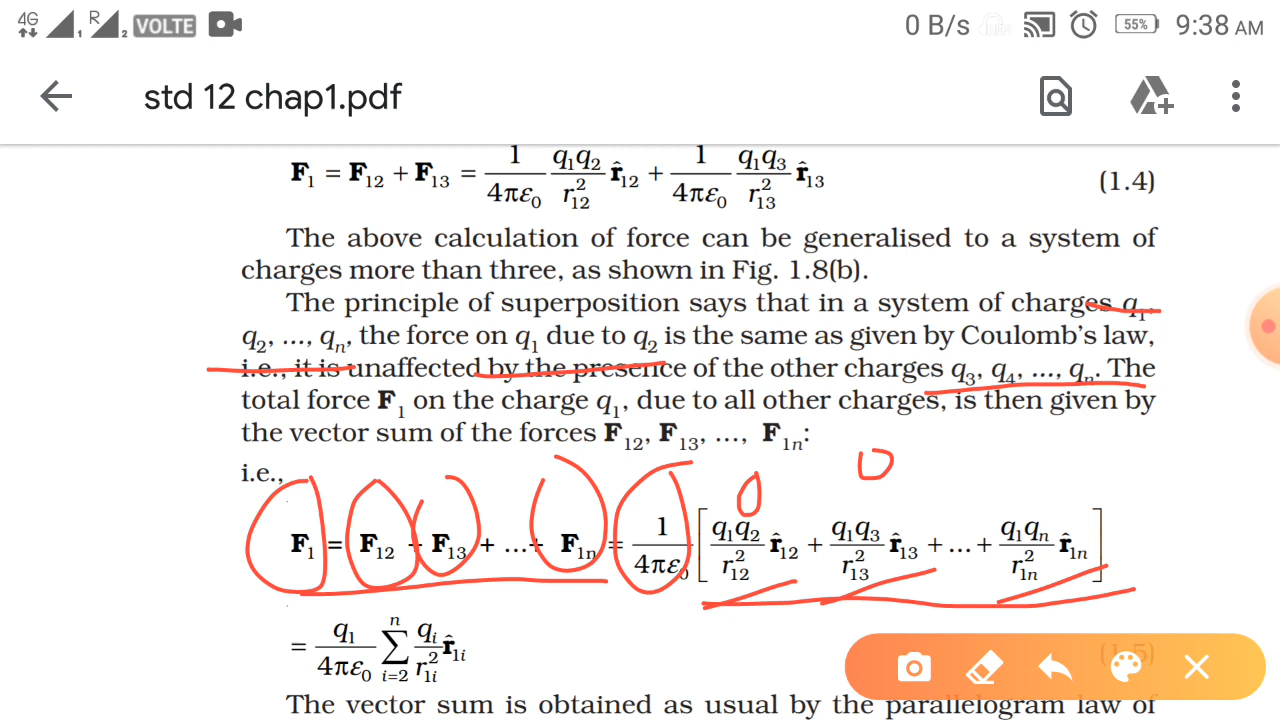 4G 1 R 2 VOLTE 0 B/s 55% 9:38 AM
std 12 chap1.pdf
F₁ = F₁₂ + F₁₃ = 1/4πε₀ q₁q₂/r₁₂² r̂₁₂ + 1/4πε₀ q₁q₃/r₁₃² r̂₁₃ (1.4)
The above calculation of force can be generalised to a system of
charges more than three, as shown in Fig. 1.8(b).
The principle of superposition says that in a system of charges q₁,
q₂, ..., qₙ, the force on q₁ due to q₂ is the same as given by Coulomb's law,
i.e., it is unaffected by the presence of the other charges q₃, q₄, ..., qₙ. The
total force F₁ on the charge q₁, due to all other charges, is then given by
the vector sum of the forces F₁₂, F₁₃, ..., F₁ₙ:
i.e.,
F₁ = F₁₂ + F₁₃ + ...+ F₁ₙ = 1/4πε₀ [q₁q₂/r₁₂² r̂₁₂ + q₁q₃/r₁₃² r̂₁₃ + ... + q₁qₙ/r₁ₙ² r̂₁ₙ]
= q₁/4πε₀ Σᵢ₌₂ⁿ qᵢ/r₁ᵢ² r̂₁ᵢ (1.5)
The vector sum is obtained as usual by the parallelogram law of